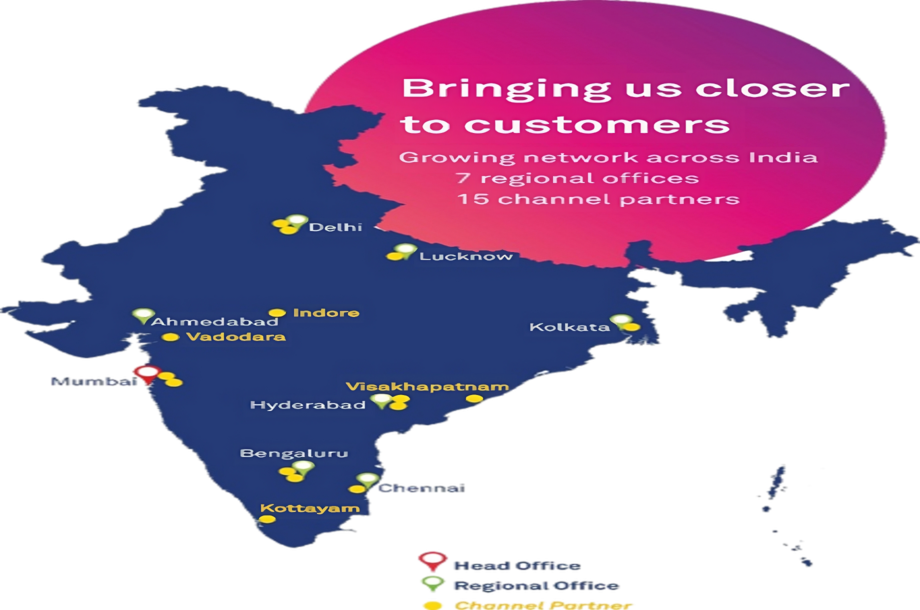 Bringing us closer
to customers
Growing network across India
7 regional offices
15 channel partners
Delhi
Lucknow
Ahmedabad
Indore
Vadodara
Kolkata
Mumbai
Visakhapatnam
Hyderabad
Bengaluru
Chennai
Kottayam
Head Office
Regional Office
Channel Partner